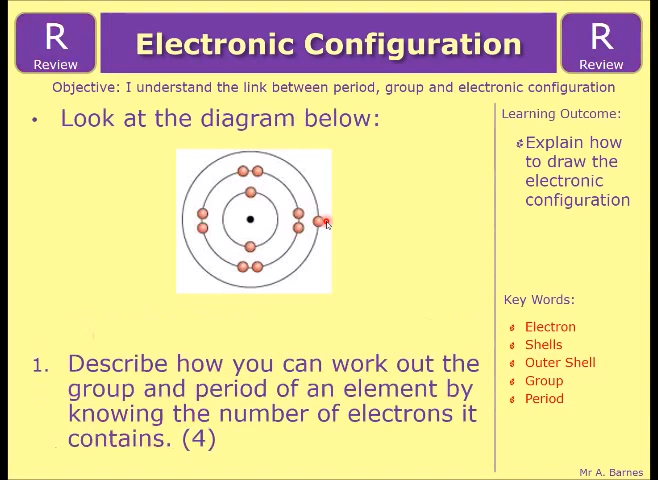 R
Review
Electronic Configuration
R
Review
Objective: I understand the link between period, group and electronic configuration
• Look at the diagram below:
Learning Outcome:
Explain how
to draw the
electronic
configuration
Key Words:
Electron
Shells
Outer Shell
Group
Period
1. Describe how you can work out the
group and period of an element by
knowing the number of electrons it
contains. (4)
Mr A. Barnes